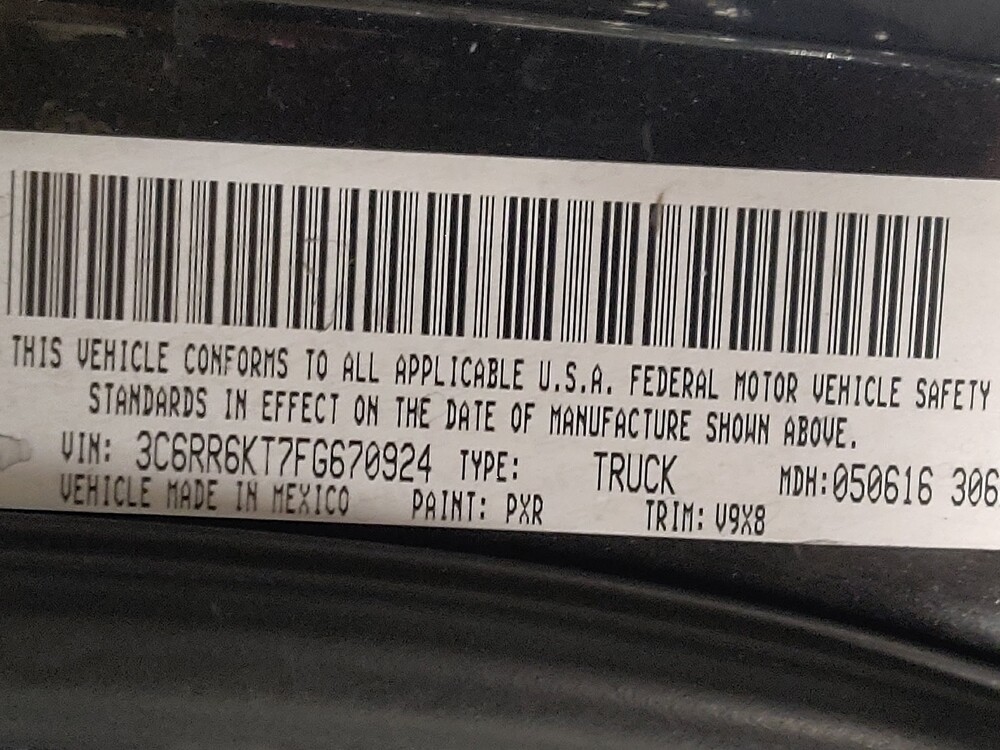 THIS VEHICLE CONFORMS TO ALL APPLICABLE U.S.A. FEDERAL MOTOR VEHICLE SAFETY
STANDARDS IN EFFECT ON THE DATE OF MANUFACTURE SHOWN ABOVE.
VIN: 3C6RR6KT7FG670924 TYPE: TRUCK MDH:050616 306
VEHICLE MADE IN MEXICO PAINT: PXR TRIM: V9X8